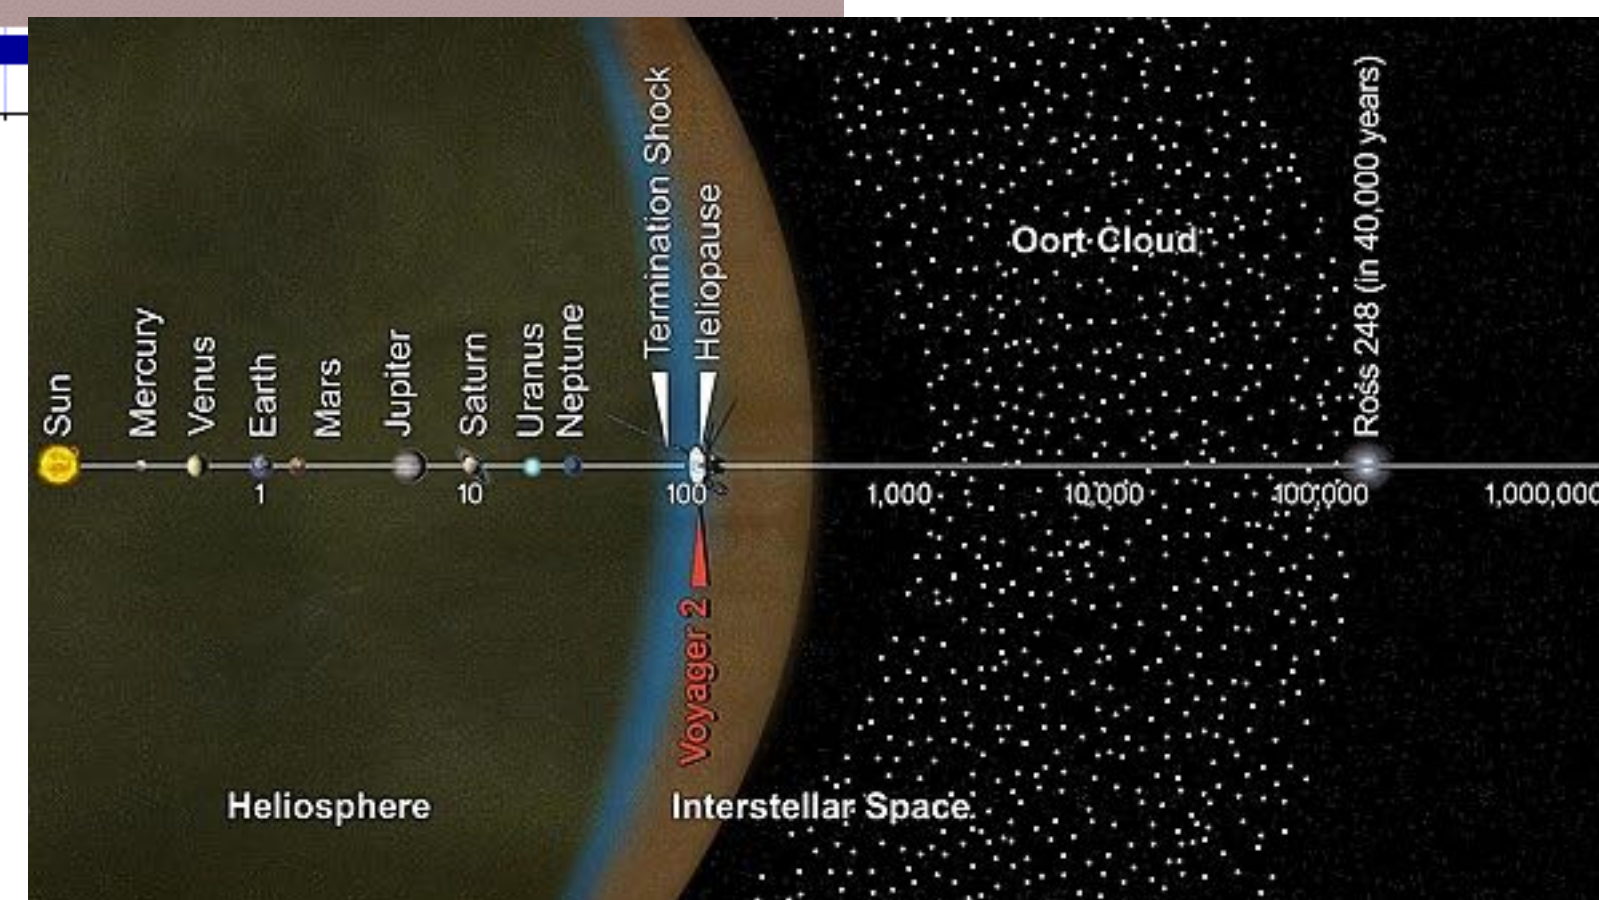 Sun
Mercury
Venus
Earth
Mars
Jupiter
Saturn
Uranus
Neptune
Termination Shock
Heliopause
Oort Cloud
Ross 248 (in 40,000 years)
1
10
100
1,000
10,000
100,000
1,000,000
Voyager 2
Heliosphere
Interstellar Space